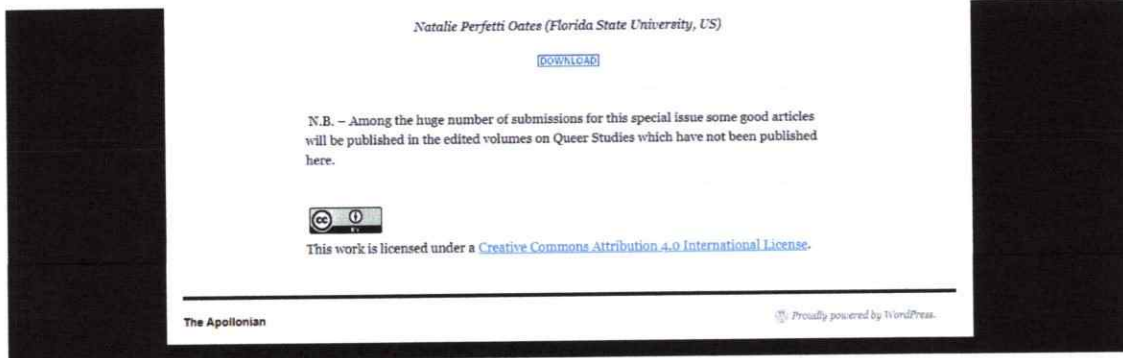 Natalie Perfetti Oates (Florida State University, US)
DOWNLOAD
N.B. – Among the huge number of submissions for this special issue some good articles
will be published in the edited volumes on Queer Studies which have not been published
here.
cc
BY
This work is licensed under a Creative Commons Attribution 4.0 International License.
The Apollonian
Proudly powered by WordPress.